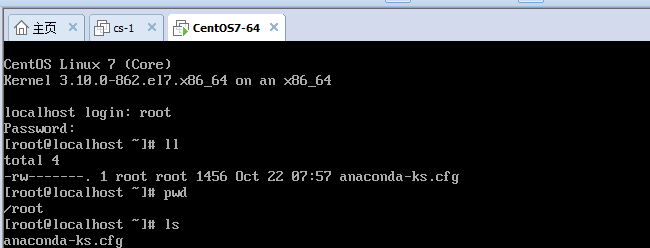 主页 cs-1 CentOS7-64
CentOS Linux 7 (Core)
Kernel 3.10.0-862.el7.x86_64 on an x86_64
localhost login: root
Password:
[root@localhost ~]# ll
total 4
-rw-------. 1 root root 1456 Oct 22 07:57 anaconda-ks.cfg
[root@localhost ~]# pwd
/root
[root@localhost ~]# ls
anaconda-ks.cfg